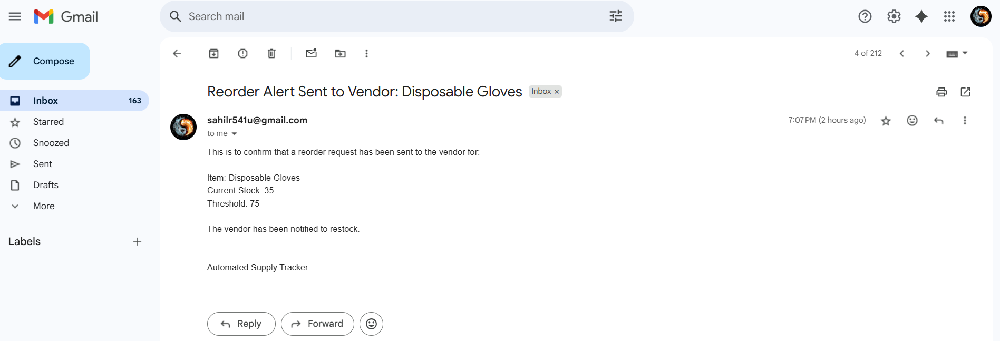 Gmail
Search mail
Compose
Inbox 163
Starred
Snoozed
Sent
Drafts
More
Labels
4 of 212
Reorder Alert Sent to Vendor: Disposable Gloves
Inbox ×
sahilr541u@gmail.com
7:07 PM (2 hours ago)
to me
This is to confirm that a reorder request has been sent to the vendor for:
Item: Disposable Gloves
Current Stock: 35
Threshold: 75
The vendor has been notified to restock.
--
Automated Supply Tracker
Reply
Forward